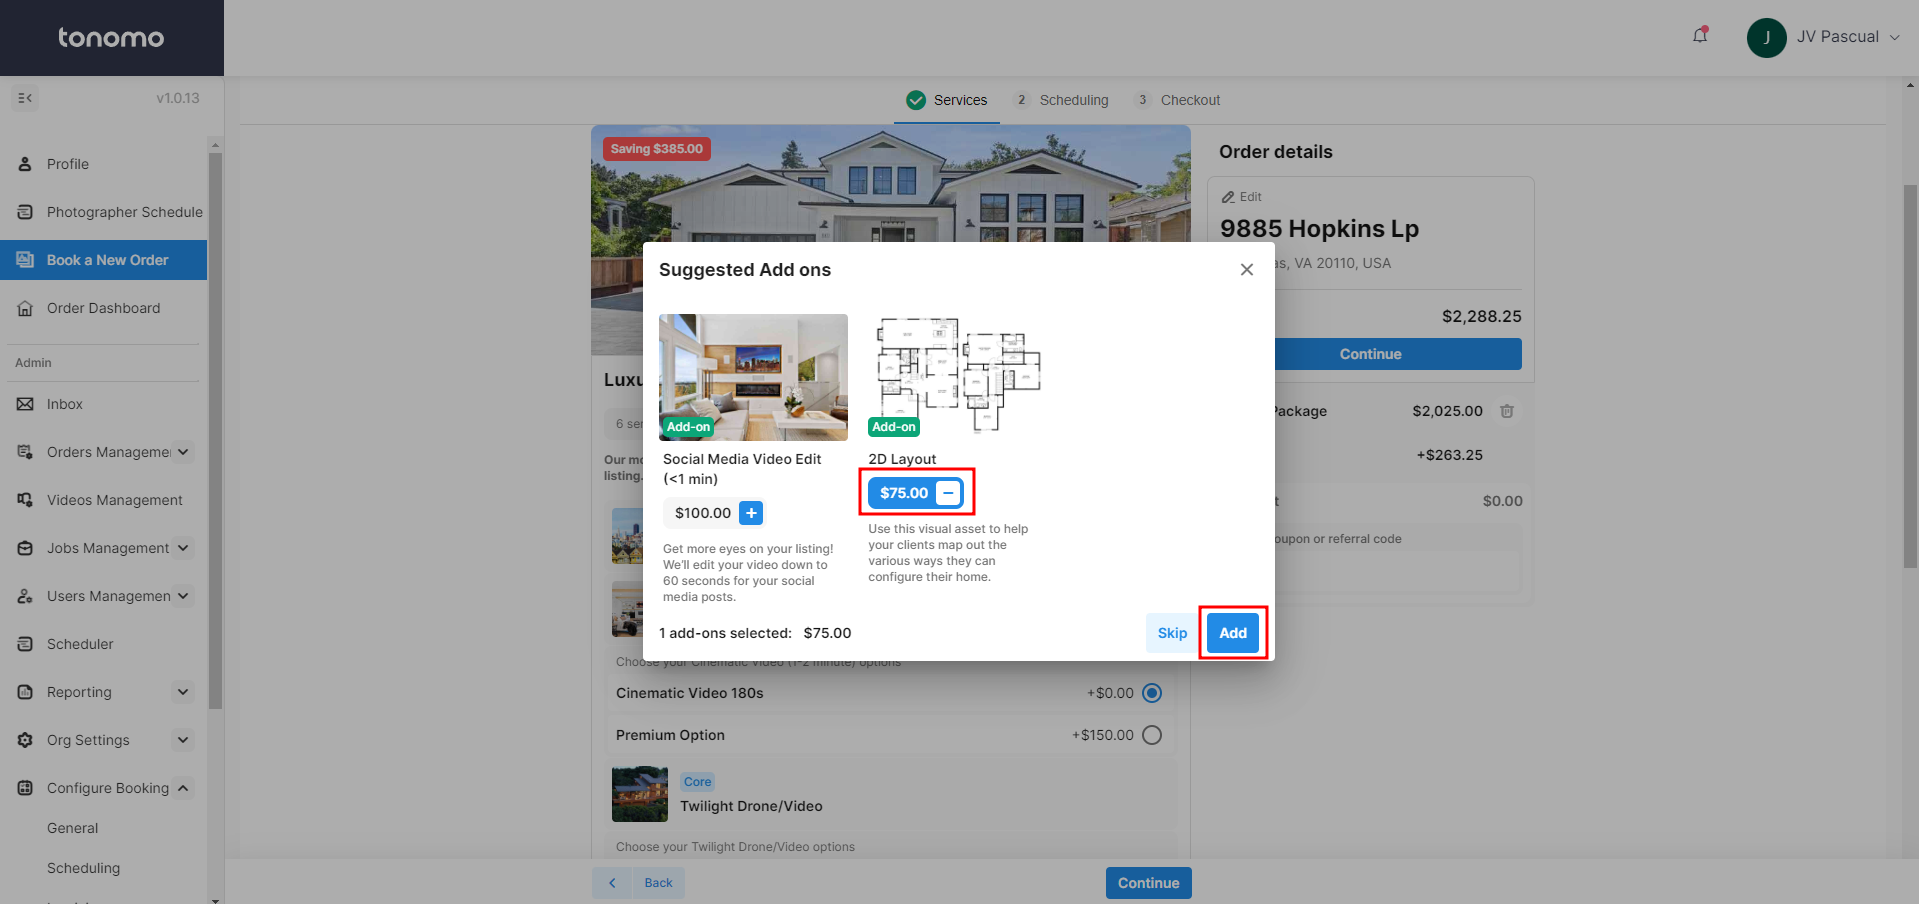 tonomo
JV Pascual
J
v1.0.13
Profile
Photographer Schedule
Book a New Order
Order Dashboard
Admin
Inbox
Orders Manageme
Videos Management
Jobs Management
Users Managemen
Scheduler
Reporting
Org Settings
Configure Booking
General
Scheduling
Services
2 Scheduling
3 Checkout
Saving $385.00
Luxu
6 ser
Our mo
listing.
Suggested Add ons
Add-on
Social Media Video Edit
(<1 min)
$100.00 +
Get more eyes on your listing!
We'll edit your video down to
60 seconds for your social
media posts.
Add-on
2D Layout
$75.00 −
Use this visual asset to help
your clients map out the
various ways they can
configure their home.
1 add-ons selected: $75.00
Skip
Add
Choose your Cinematic Video (1-2 minute) options
Cinematic Video 180s +$0.00
Premium Option +$150.00
Core
Twilight Drone/Video
Choose your Twilight Drone/Video options
Back
Continue
Order details
Edit
9885 Hopkins Lp
as, VA 20110, USA
$2,288.25
Continue
Package $2,025.00
+$263.25
t $0.00
oupon or referral code